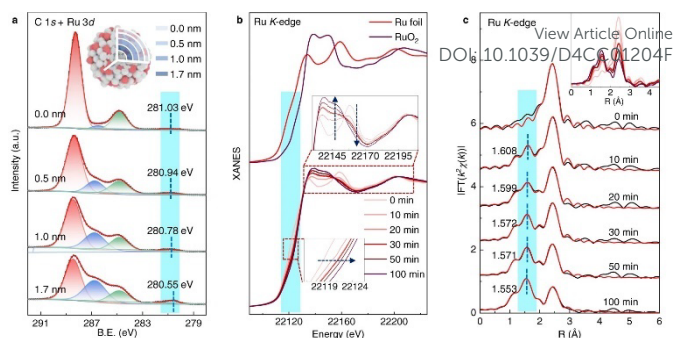 a
C 1s + Ru 3d
0.0 nm
0.5 nm
1.0 nm
1.7 nm
281.03 eV
0.0 nm
280.94 eV
0.5 nm
280.78 eV
1.0 nm
280.55 eV
1.7 nm
Intensity (a.u.)
291 287 283 279
B.E. (eV)
b
Ru K-edge
Ru foil
RuO2
22145 22170 22195
0 min
10 min
20 min
30 min
50 min
100 min
22119 22124
XANES
22120 22160 22200
Energy (eV)
c
Ru K-edge
View Article Online
0 1 2 3 4 5
R (Å)
0 min
1.608
10 min
1.599
20 min
1.572
30 min
1.571
50 min
1.553
100 min
|FT(k²χ(k))|
8
6
4
2
0
0 1 2 3 4 5 6
R (Å)